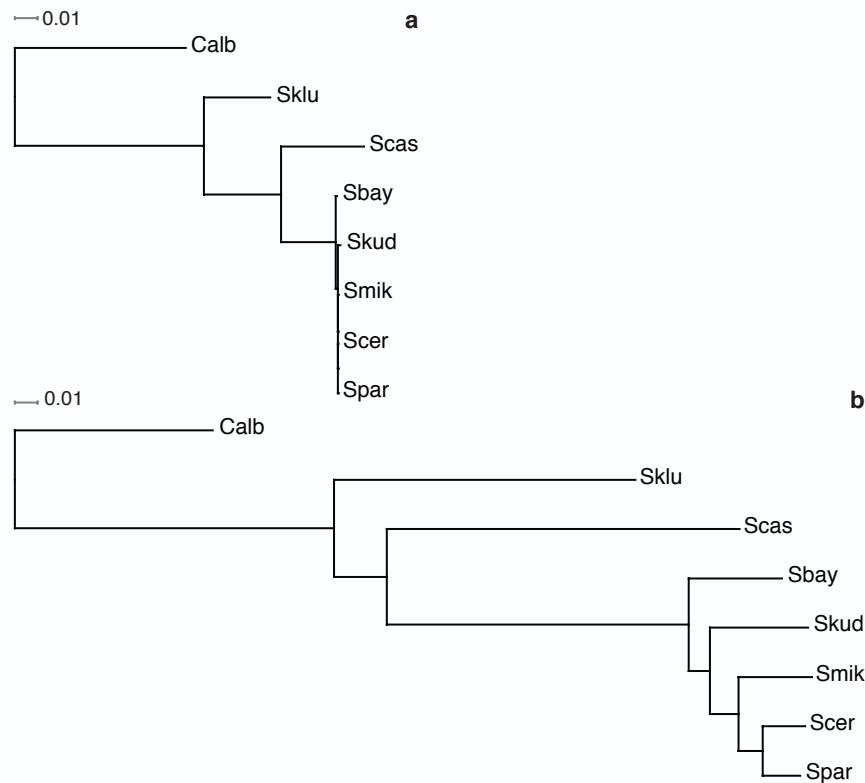 0.01
a
Calb
Sklu
Scas
Sbay
Skud
Smik
Scer
Spar
0.01
b
Calb
Sklu
Scas
Sbay
Skud
Smik
Scer
Spar